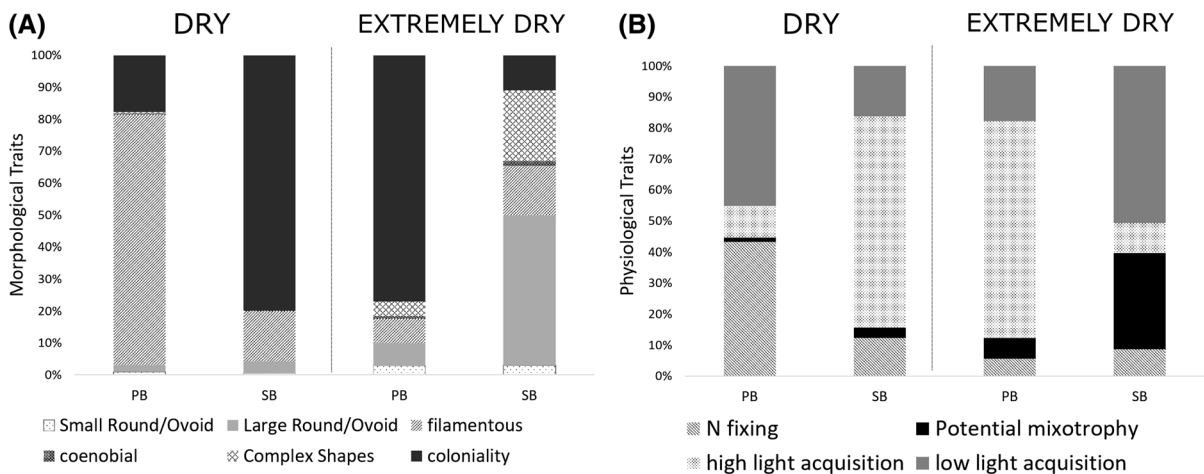 (A)
DRY
EXTREMELY DRY
Morphological Traits
100%
90%
80%
70%
60%
50%
40%
30%
20%
10%
0%
PB
SB
PB
SB
Small Round/Ovoid
Large Round/Ovoid
filamentous
coenobial
Complex Shapes
coloniality
(B)
DRY
EXTREMELY DRY
Physiological Traits
100%
90%
80%
70%
60%
50%
40%
30%
20%
10%
0%
PB
SB
PB
SB
N fixing
Potential mixotrophy
high light acquisition
low light acquisition